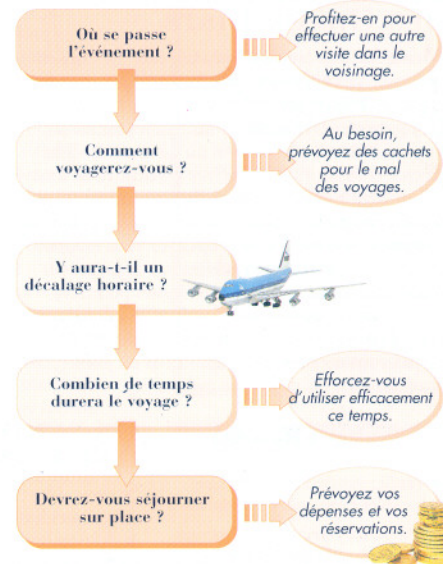 Où se passe
l'événement ?
Profitez-en pour
effectuer une autre
visite dans le
voisinage.
Comment
voyagerez-vous ?
Au besoin,
prévoyez des cachets
pour le mal
des voyages.
Y aura-t-il un
décalage horaire ?
Combien de temps
durera le voyage ?
Efforcez-vous
d'utiliser efficacement
ce temps.
Devrez-vous séjourner
sur place ?
Prévoyez vos
dépenses et vos
réservations.